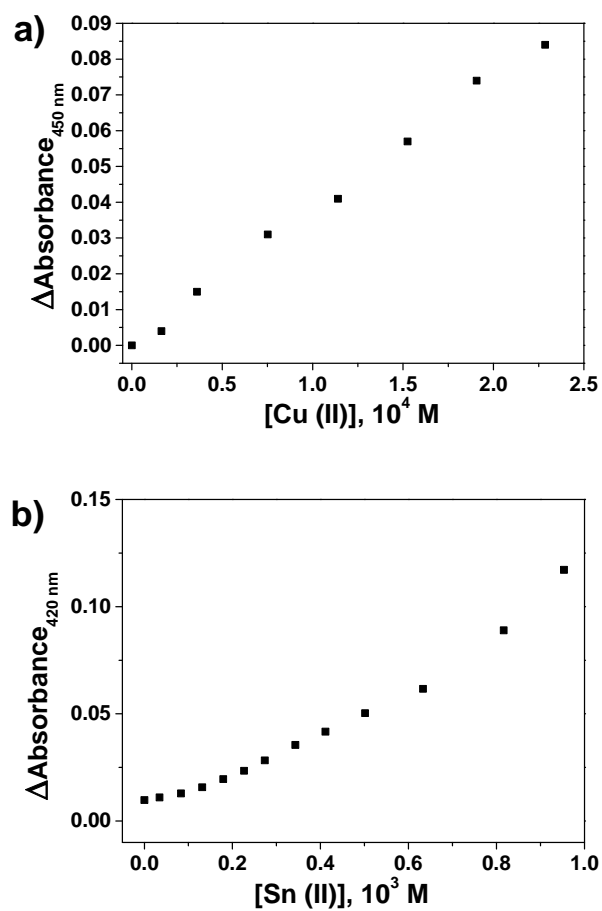 a)
0.09
0.08
0.07
0.06
0.05
0.04
0.03
0.02
0.01
0.00
ΔAbsorbance450 nm
0.0 0.5 1.0 1.5 2.0 2.5
[Cu (II)], 10⁴ M
b)
0.15
0.10
0.05
0.00
ΔAbsorbance420 nm
0.0 0.2 0.4 0.6 0.8 1.0
[Sn (II)], 10³ M